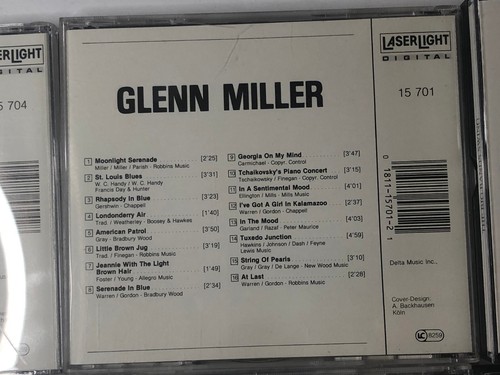 ERLIGHT
DIGITAL
5 704
LASERLIGHT
DIGITAL
15 701
GLENN MILLER
1 Moonlight Serenade [2'25]
Miller / Miller / Parish - Robbins Music
2 St. Louis Blues [3'31]
W. C. Handy / W. C. Handy
Francis Day & Hunter
3 Rhapsody In Blue [3'23]
Gershwin - Chappell
4 Londonderry Air [1'40]
Trad. / Weatherley - Boosey & Hawkes
5 American Patrol [3'50]
Gray - Bradbury Wood
6 Little Brown Jug [3'19]
Trad. / Finegan - Robbins Music
7 Jeannie With The Light
Brown Hair [1'49]
Foster / Young - Allegro Music
8 Serenade In Blue [2'34]
Warren / Gordon - Bradbury Wood
9 Georgia On My Mind [3'47]
Carmichael - Copyr. Control
10 Tchaikovsky's Piano Concerto [3'15]
Tschaikowsky / Finegan - Copyr. Control
11 In A Sentimental Mood [4'01]
Ellington / Mills - Mills Music
12 I've Got A Girl In Kalamazoo [2'37]
Warren / Gordon - Chappell
13 In The Mood [4'03]
Garland / Razaf - Peter Maurice
14 Tuxedo Junction [4'59]
Hawkins / Johnson / Dash / Feyne
Lewis Music
15 String Of Pearls [3'10]
Gray / Gray / De Lange - New Wood Music
16 At Last [2'28]
Warren / Gordon - Robbins Music
0 1811-15701-2 1
Delta Music Inc.,
Cover-Design:
A. Backhausen
Köln
LC 8259